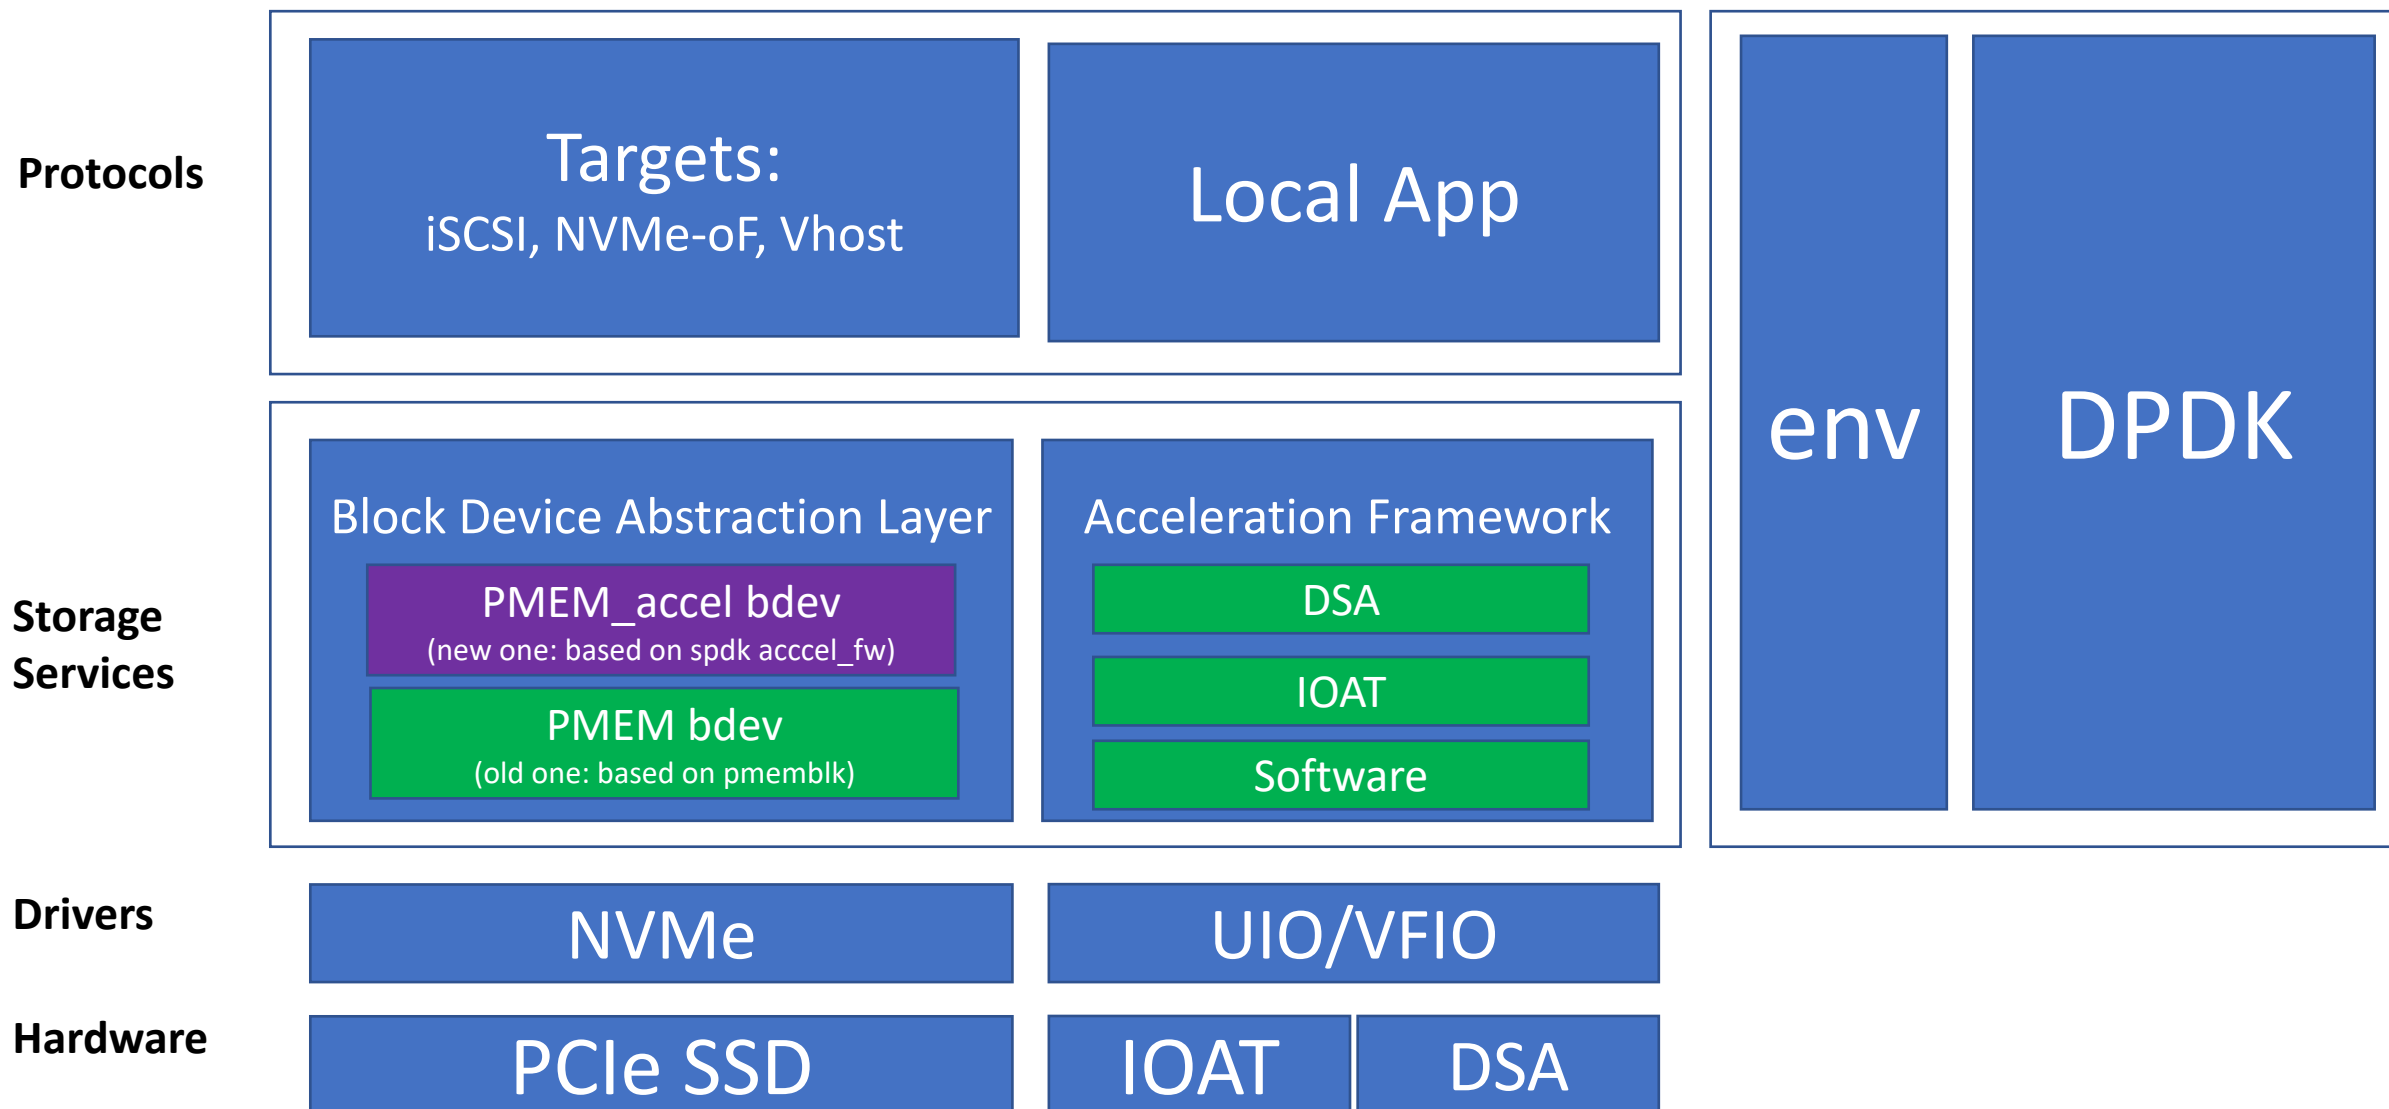 Protocols
Targets:
iSCSI, NVMe-oF, Vhost
Local App
env
DPDK
Storage
Services
Block Device Abstraction Layer
PMEM_accel bdev
(new one: based on spdk acccel_fw)
PMEM bdev
(old one: based on pmemblk)
Acceleration Framework
DSA
IOAT
Software
Drivers
NVMe
UIO/VFIO
Hardware
PCIe SSD
IOAT
DSA